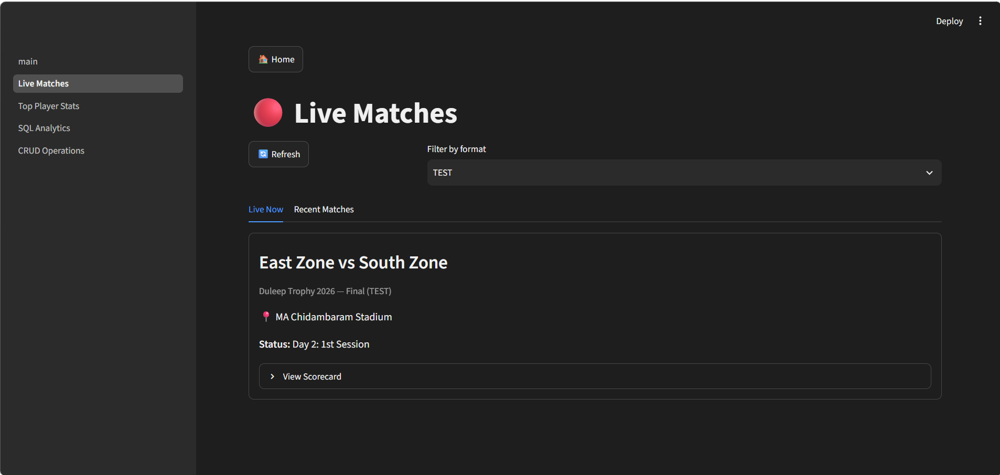 Deploy
main
Live Matches
Top Player Stats
SQL Analytics
CRUD Operations
Home
Live Matches
Refresh
Filter by format
TEST
Live Now
Recent Matches
East Zone vs South Zone
Duleep Trophy 2026 — Final (TEST)
MA Chidambaram Stadium
Status: Day 2: 1st Session
View Scorecard